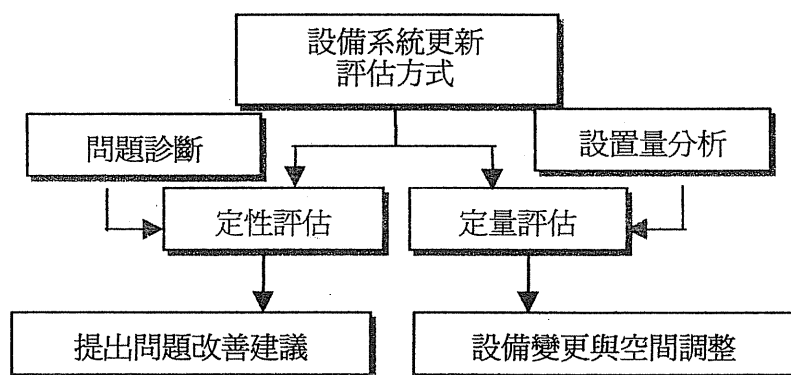 設備系統更新
評估方式
問題診斷
設置量分析
定性評估
定量評估
提出問題改善建議
設備變更與空間調整